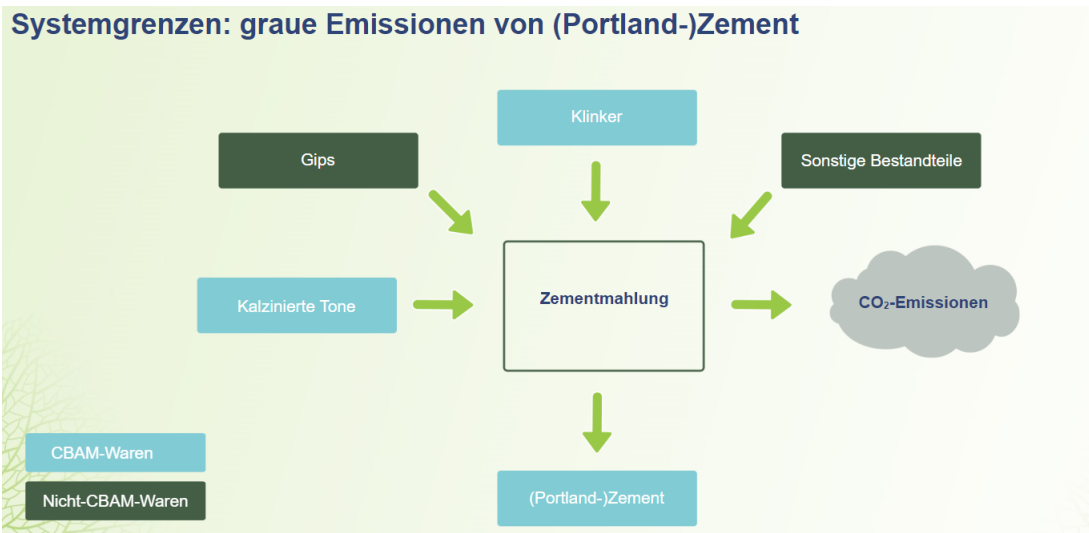 Systemgrenzen: graue Emissionen von (Portland-)Zement
Klinker
Gips
Sonstige Bestandteile
Kalzinierte Tone
Zementmahlung
CO₂-Emissionen
CBAM-Waren
Nicht-CBAM-Waren
(Portland-)Zement